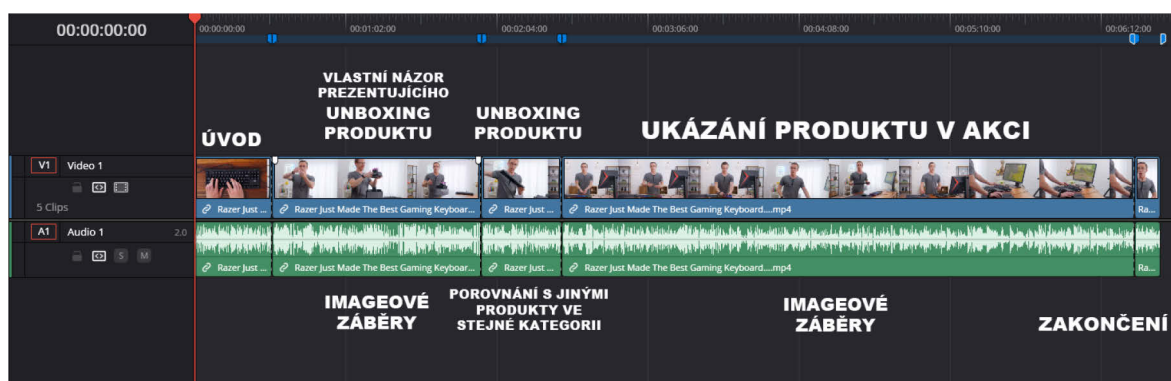 00:00:00:00
00:00:00:00 00:01:02:00 00:02:04:00 00:03:06:00 00:04:08:00 00:05:10:00 00:06:12:00
VLASTNÍ NÁZOR
PREZENTUJÍCÍHO
UNBOXING
PRODUKTU
UNBOXING
PRODUKTU
ÚVOD
UKÁZÁNÍ PRODUKTU V AKCI
V1 Video 1
5 Clips
Razer Just ... Razer Just Made The Best Gaming Keyboar... Razer Just ... Razer Just Made The Best Gaming Keyboard....mp4 Ra...
A1 Audio 1 2.0
S M
Razer Just ... Razer Just Made The Best Gaming Keyboar... Razer Just ... Razer Just Made The Best Gaming Keyboard....mp4 Ra...
IMAGEOVÉ
ZÁBĚRY
POROVNÁNÍ S JINÝMI
PRODUKTY VE
STEJNÉ KATEGORII
IMAGEOVÉ
ZÁBĚRY
ZAKONČENÍ